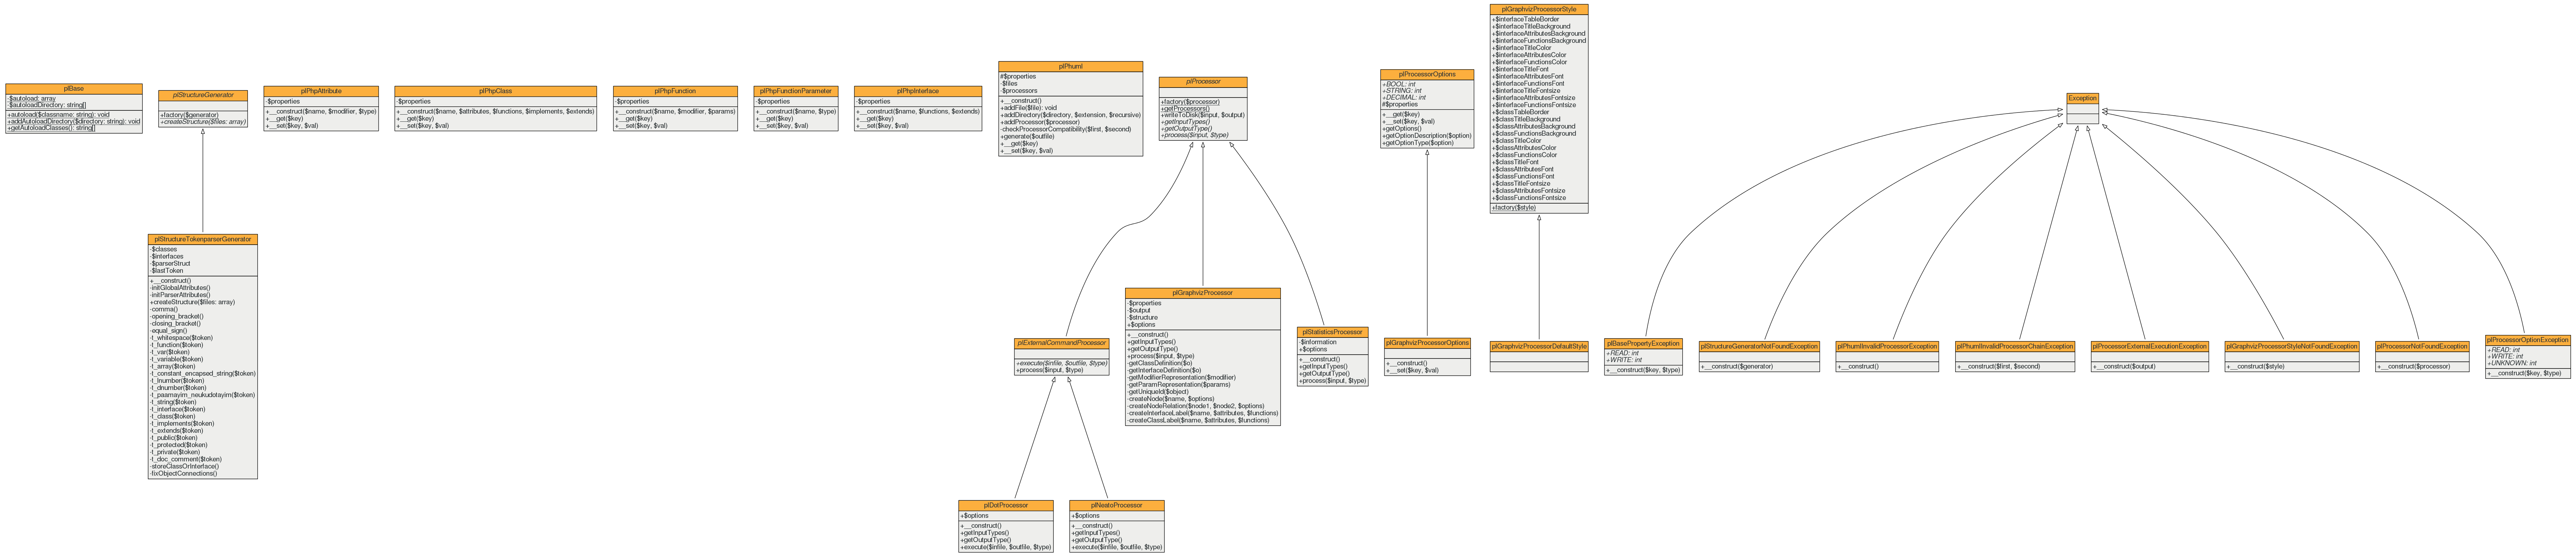 plBase
-$autoload: array
-$autoloadDirectory: string[]
+autoload($classname: string): void
+addAutoloadDirectory($directory: string): void
+getAutoloadClasses(): string[]
plStructureGenerator
+factory($generator)
+createStructure($files: array)
plPhpAttribute
-$properties
+__construct($name, $modifier, $type)
+__get($key)
+__set($key, $val)
plPhpClass
-$properties
+__construct($name, $attributes, $functions, $implements, $extends)
+__get($key)
+__set($key, $val)
plPhpFunction
-$properties
+__construct($name, $modifier, $params)
+__get($key)
+__set($key, $val)
plPhpFunctionParameter
-$properties
+__construct($name, $type)
+__get($key)
+__set($key, $val)
plPhpInterface
-$properties
+__construct($name, $functions, $extends)
+__get($key)
+__set($key, $val)
plPhuml
#$properties
-$files
-$processors
+__construct()
+addFile($file): void
+addDirectory($directory, $extension, $recursive)
+addProcessor($processor)
-checkProcessorCompatibility($first, $second)
+generate($outfile)
+__get($key)
+__set($key, $val)
plProcessor
+factory($processor)
+getProcessors()
+writeToDisk($input, $output)
+getInputTypes()
+getOutputType()
+process($input, $type)
plProcessorOptions
+BOOL: int
+STRING: int
+DECIMAL: int
#$properties
+__get($key)
+__set($key, $val)
+getOptions()
+getOptionDescription($option)
+getOptionType($option)
plGraphvizProcessorStyle
+$interfaceTableBorder
+$interfaceTitleBackground
+$interfaceAttributesBackground
+$interfaceFunctionsBackground
+$interfaceTitleColor
+$interfaceAttributesColor
+$interfaceFunctionsColor
+$interfaceTitleFont
+$interfaceAttributesFont
+$interfaceFunctionsFont
+$interfaceTitleFontsize
+$interfaceAttributesFontsize
+$interfaceFunctionsFontsize
+$classTableBorder
+$classTitleBackground
+$classAttributesBackground
+$classFunctionsBackground
+$classTitleColor
+$classAttributesColor
+$classFunctionsColor
+$classTitleFont
+$classAttributesFont
+$classFunctionsFont
+$classTitleFontsize
+$classAttributesFontsize
+$classFunctionsFontsize
+factory($style)
Exception
plStructureTokenparserGenerator
-$classes
-$interfaces
-$parserStruct
-$lastToken
+__construct()
-initGlobalAttributes()
-initParserAttributes()
+createStructure($files: array)
-comma()
-opening_bracket()
-closing_bracket()
-equal_sign()
-t_whitespace($token)
-t_function($token)
-t_var($token)
-t_variable($token)
-t_array($token)
-t_constant_encapsed_string($token)
-t_lnumber($token)
-t_dnumber($token)
-t_paamayim_neukudotayim($token)
-t_string($token)
-t_interface($token)
-t_class($token)
-t_implements($token)
-t_extends($token)
-t_public($token)
-t_protected($token)
-t_private($token)
-t_doc_comment($token)
-storeClassOrInterface()
-fixObjectConnections()
plExternalCommandProcessor
+execute($infile, $outfile, $type)
+process($input, $type)
plGraphvizProcessor
-$properties
-$output
-$structure
+$options
+__construct()
+getInputTypes()
+getOutputType()
+process($input, $type)
-getClassDefinition($o)
-getInterfaceDefinition($o)
-getModifierRepresentation($modifier)
-getParamRepresentation($params)
-getUniqueId($object)
-createNode($name, $options)
-createNodeRelation($node1, $node2, $options)
-createInterfaceLabel($name, $attributes, $functions)
-createClassLabel($name, $attributes, $functions)
plStatisticsProcessor
-$information
+$options
+__construct()
+getInputTypes()
+getOutputType()
+process($input, $type)
plGraphvizProcessorOptions
+__construct()
+__set($key, $val)
plGraphvizProcessorDefaultStyle
plBasePropertyException
+READ: int
+WRITE: int
+__construct($key, $type)
plStructureGeneratorNotFoundException
+__construct($generator)
plPhumlInvalidProcessorException
+__construct()
plPhumlInvalidProcessorChainException
+__construct($first, $second)
plProcessorExternalExecutionException
+__construct($output)
plGraphvizProcessorStyleNotFoundException
+__construct($style)
plProcessorNotFoundException
+__construct($processor)
plProcessorOptionException
+READ: int
+WRITE: int
+UNKNOWN: int
+__construct($key, $type)
plDotProcessor
+$options
+__construct()
+getInputTypes()
+getOutputType()
+execute($infile, $outfile, $type)
plNeatoProcessor
+$options
+__construct()
+getInputTypes()
+getOutputType()
+execute($infile, $outfile, $type)